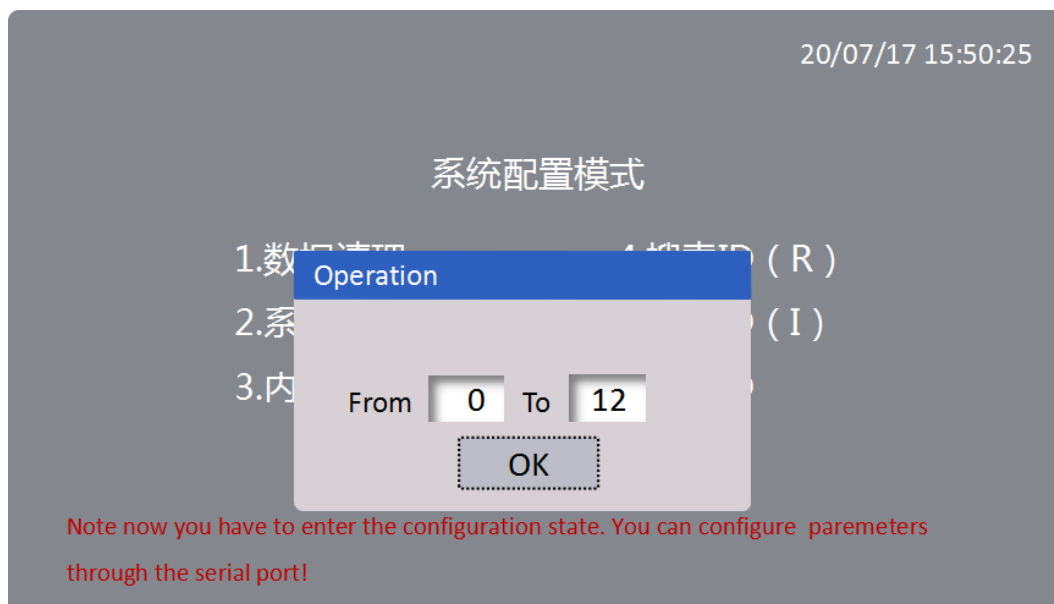 20/07/17 15:50:25
系统配置模式
1.数 ( R )
Operation
2.系 ( I )
3.内
From 0 To 12
OK
Note now you have to enter the configuration state. You can configure  paremeters
through the serial port!